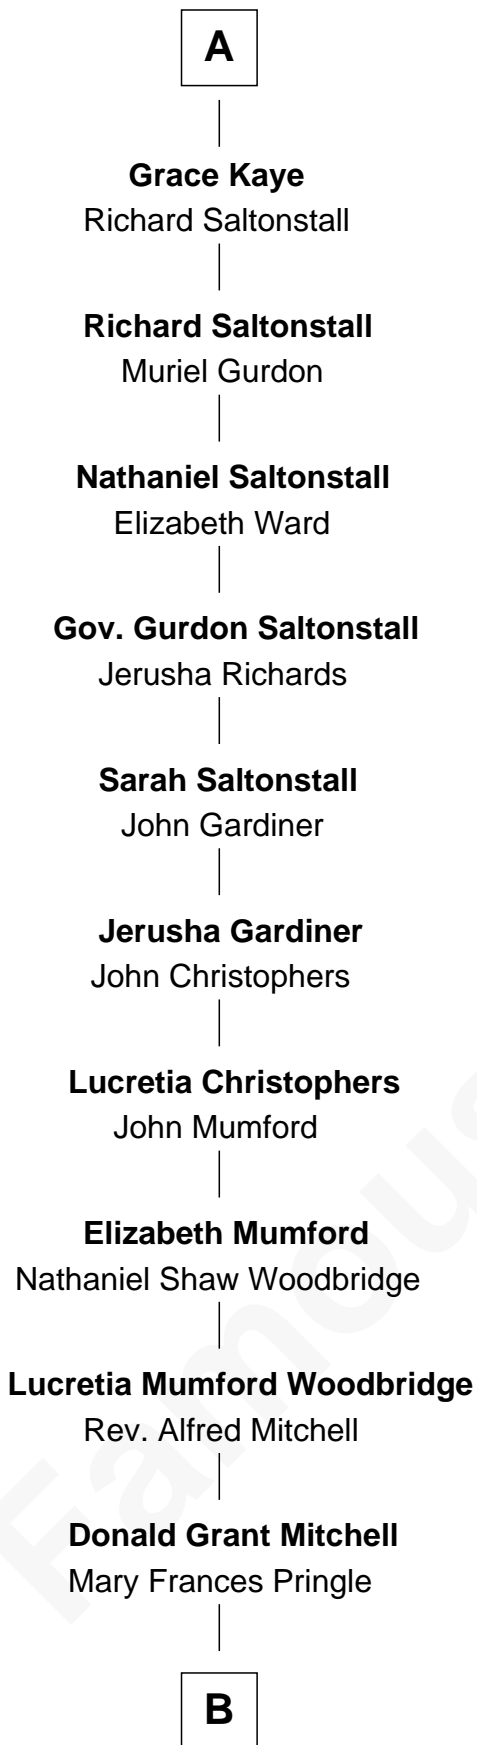 A
Grace Kaye
Richard Saltonstall
Richard Saltonstall
Muriel Gurdon
Nathaniel Saltonstall
Elizabeth Ward
Gov. Gurdon Saltonstall
Jerusha Richards
Sarah Saltonstall
John Gardiner
Jerusha Gardiner
John Christophers
Lucretia Christophers
John Mumford
Elizabeth Mumford
Nathaniel Shaw Woodbridge
Lucretia Mumford Woodbridge
Rev. Alfred Mitchell
Donald Grant Mitchell
Mary Frances Pringle
B
Famous